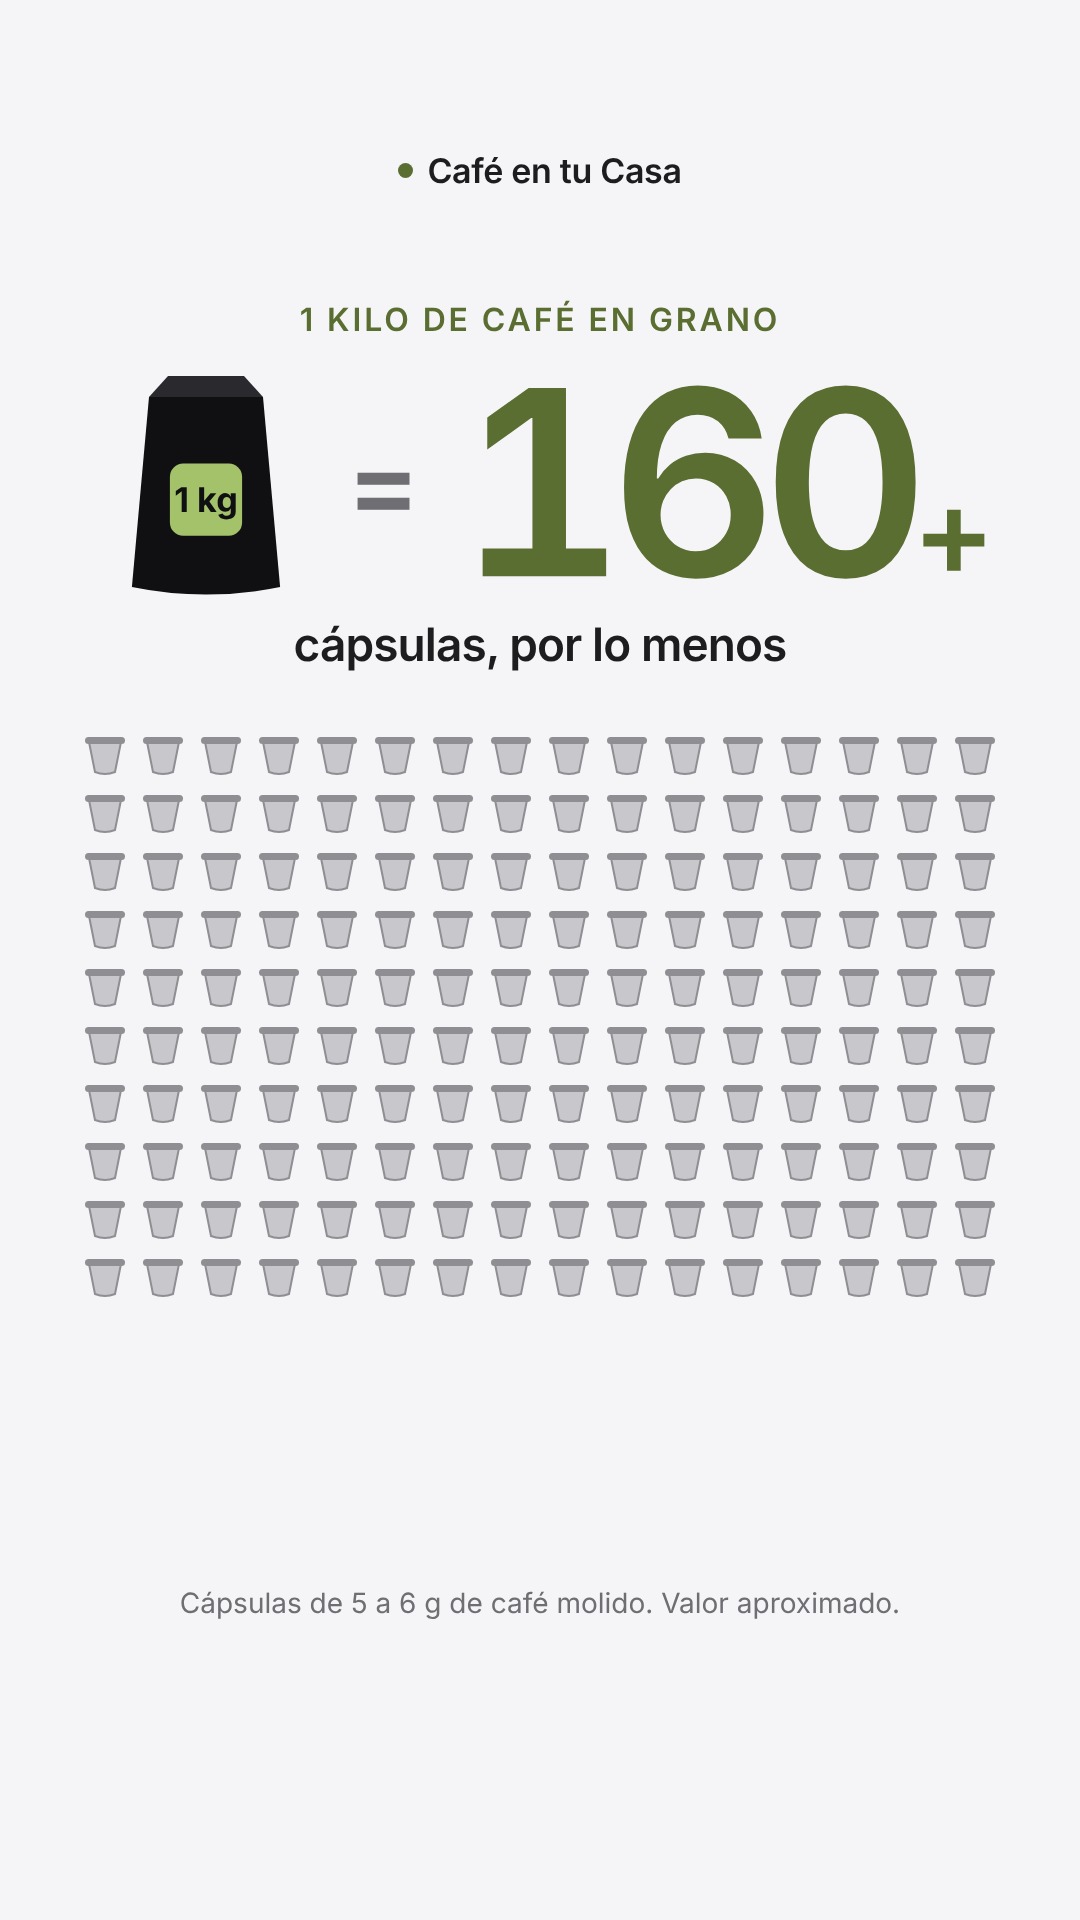 Café en tu Casa
1 KILO DE CAFÉ EN GRANO
1 kg
= 160+
cápsulas, por lo menos
Cápsulas de 5 a 6 g de café molido. Valor aproximado.